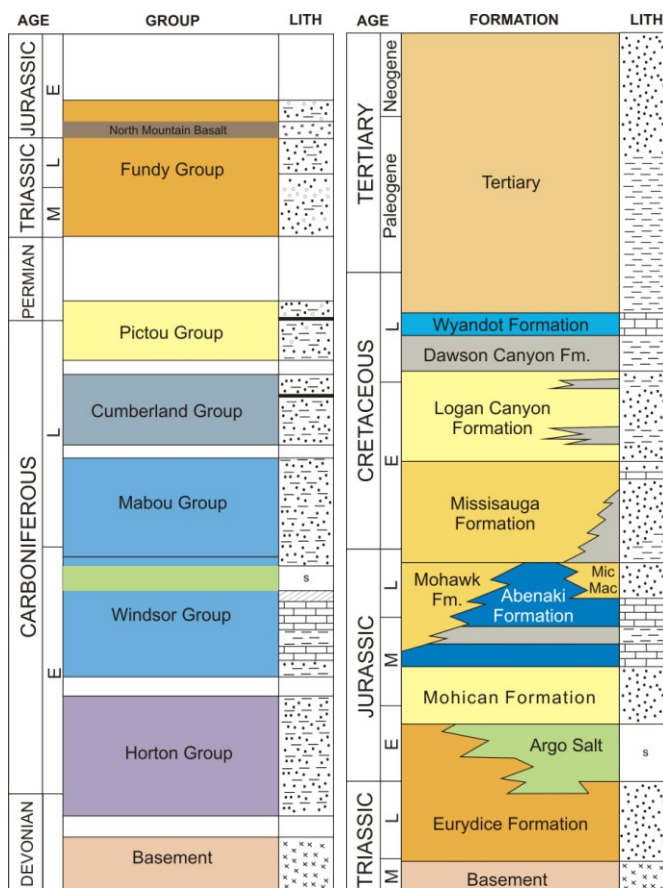 AGE
GROUP
LITH
JURASSIC
E
North Mountain Basalt
TRIASSIC
L
Fundy Group
M
PERMIAN
Pictou Group
CARBONIFEROUS
L
Cumberland Group
Mabou Group
s
Windsor Group
E
Horton Group
DEVONIAN
Basement
AGE
FORMATION
LITH
TERTIARY
Neogene
Paleogene
Tertiary
CRETACEOUS
L
Wyandot Formation
Dawson Canyon Fm.
E
Logan Canyon
Formation
Missisauga
Formation
JURASSIC
L
Mohawk
Fm.
Abenaki
Formation
Mic
Mac
M
Mohican Formation
E
Argo Salt
s
TRIASSIC
L
Eurydice Formation
M
Basement